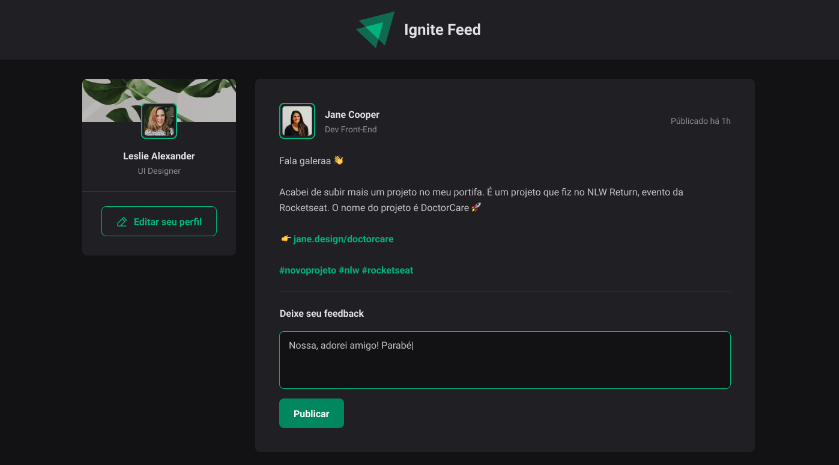 Ignite Feed
Leslie Alexander
UI Designer
Editar seu perfil
Jane Cooper
Dev Front-End
Públicado há 1h
Fala galeraa 👋
Acabei de subir mais um projeto no meu portifa. É um projeto que fiz no NLW Return, evento da
Rocketseat. O nome do projeto é DoctorCare 🚀
👉 jane.design/doctorcare
#novoprojeto #nlw #rocketseat
Deixe seu feedback
Nossa, adorei amigo! Parabé|
Publicar